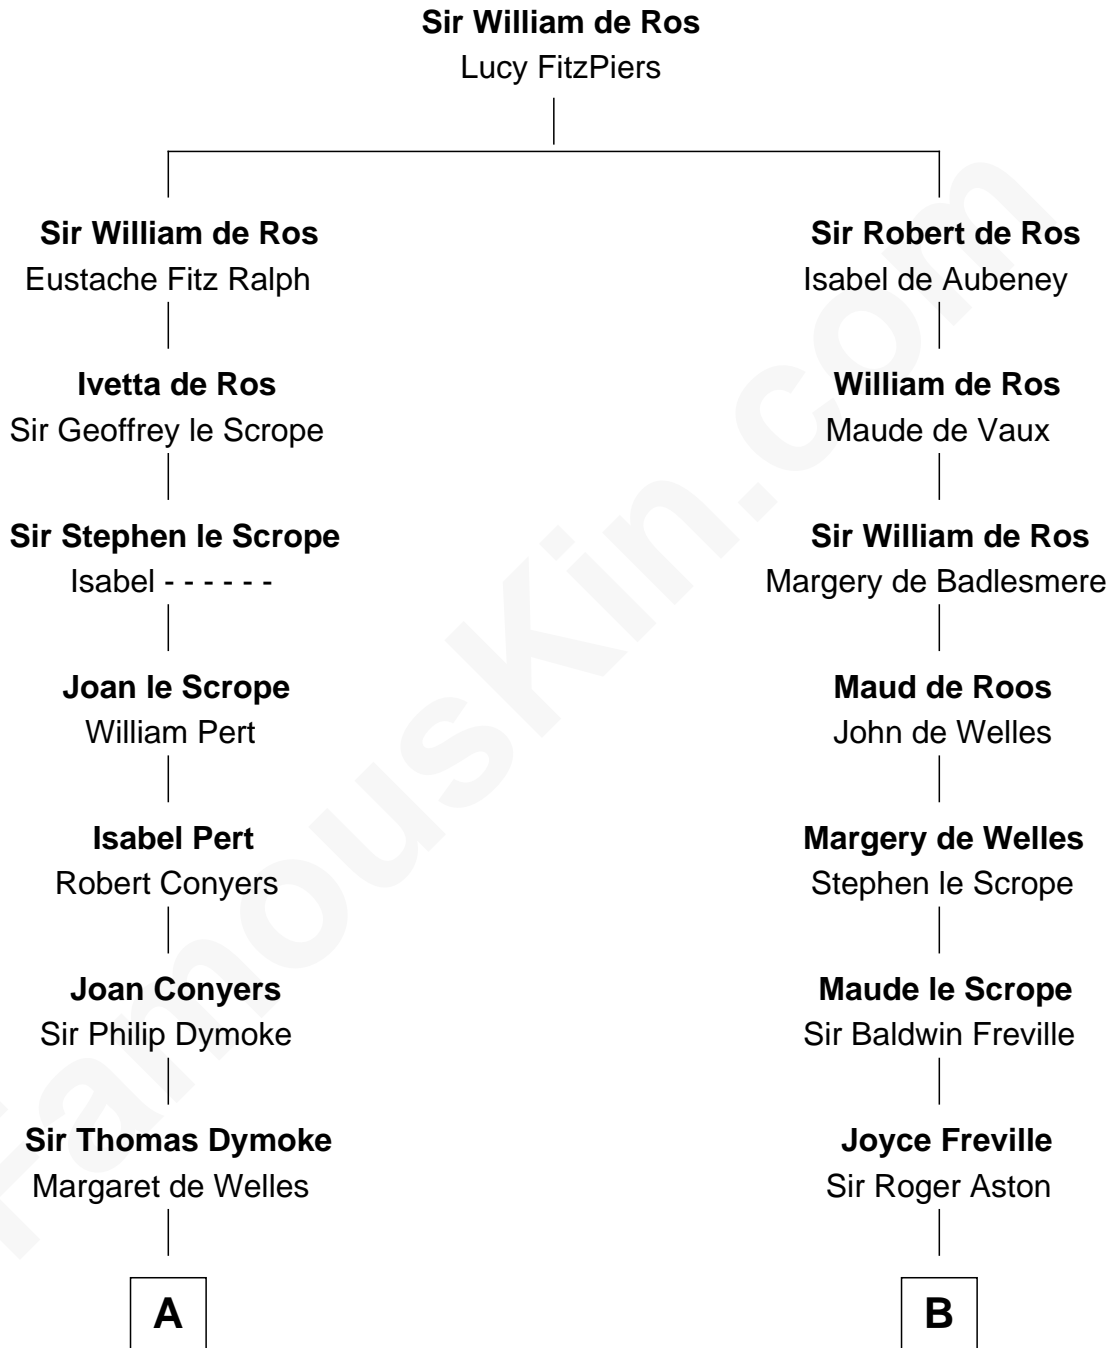 Sir William de Ros
Lucy FitzPiers
Sir William de Ros
Eustache Fitz Ralph
Ivetta de Ros
Sir Geoffrey le Scrope
Sir Stephen le Scrope
Isabel - - - - - -
Joan le Scrope
William Pert
Isabel Pert
Robert Conyers
Joan Conyers
Sir Philip Dymoke
Sir Thomas Dymoke
Margaret de Welles
A
Sir Robert de Ros
Isabel de Aubeney
William de Ros
Maude de Vaux
Sir William de Ros
Margery de Badlesmere
Maud de Roos
John de Welles
Margery de Welles
Stephen le Scrope
Maude le Scrope
Sir Baldwin Freville
Joyce Freville
Sir Roger Aston
B
FamousKin.com